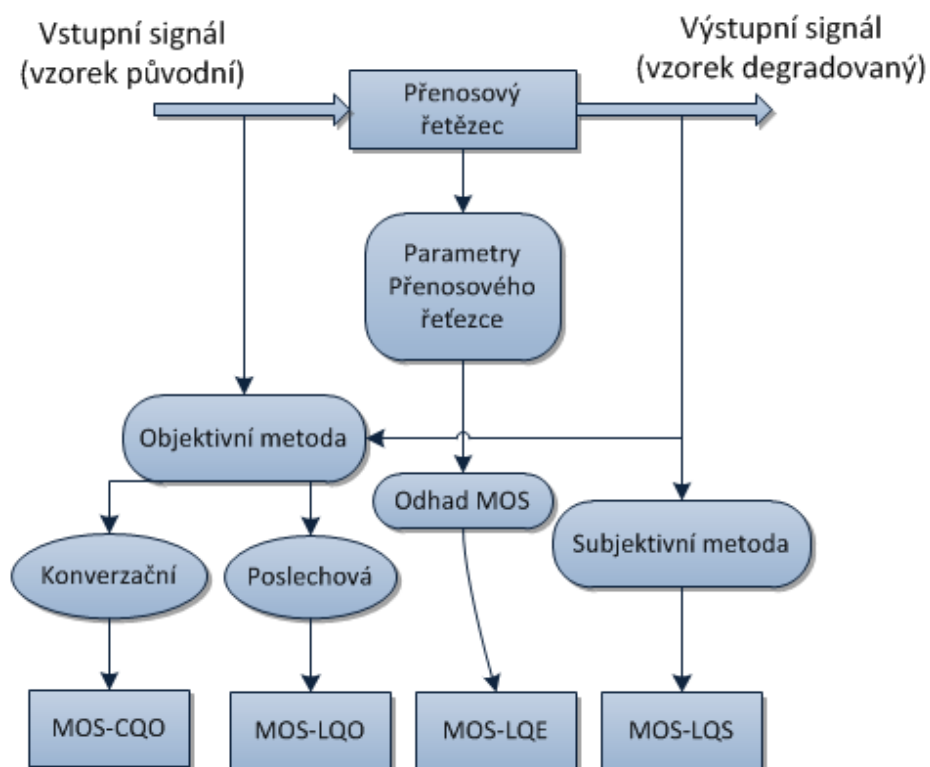 Vstupní signál
(vzorek původní)
Výstupní signál
(vzorek degradovaný)
Přenosový
řetězec
Parametry
Přenosového
řeťezce
Objektivní metoda
Odhad MOS
Subjektivní metoda
Konverzační
Poslechová
MOS-CQO
MOS-LQO
MOS-LQE
MOS-LQS